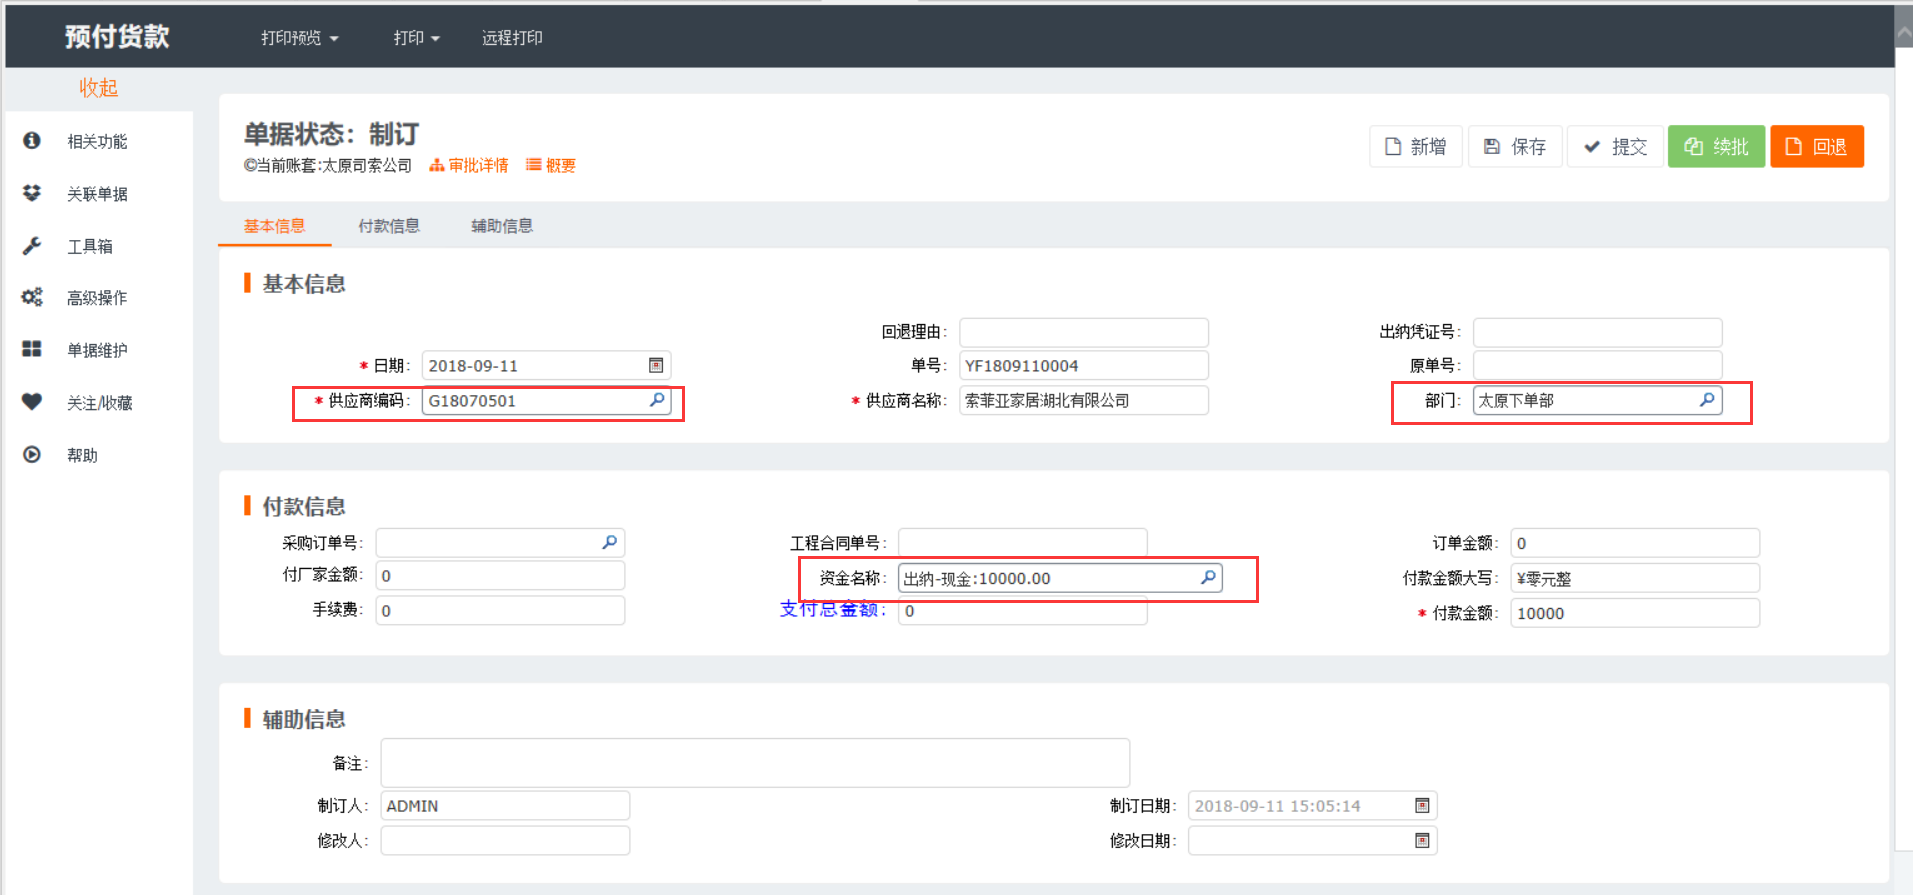 预付货款 打印预览 打印 远程打印
收起
相关功能
关联单据
工具箱
高级操作
单据维护
关注/收藏
帮助
单据状态：制订
©当前账套:太原司索公司 审批详情 概要
新增 保存 提交 续批 回退
基本信息 付款信息 辅助信息
基本信息
回退理由： 出纳凭证号：
* 日期： 2018-09-11 单号： YF1809110004 原单号：
* 供应商编码： G18070501 * 供应商名称： 索菲亚家居湖北有限公司 部门： 太原下单部
付款信息
采购订单号： 工程合同单号： 订单金额： 0
付厂家金额： 0 资金名称： 出纳-现金:10000.00 付款金额大写： ¥零元整
手续费： 0 支付总金额： 0 * 付款金额： 10000
辅助信息
备注：
制订人： ADMIN 制订日期： 2018-09-11 15:05:14
修改人： 修改日期：